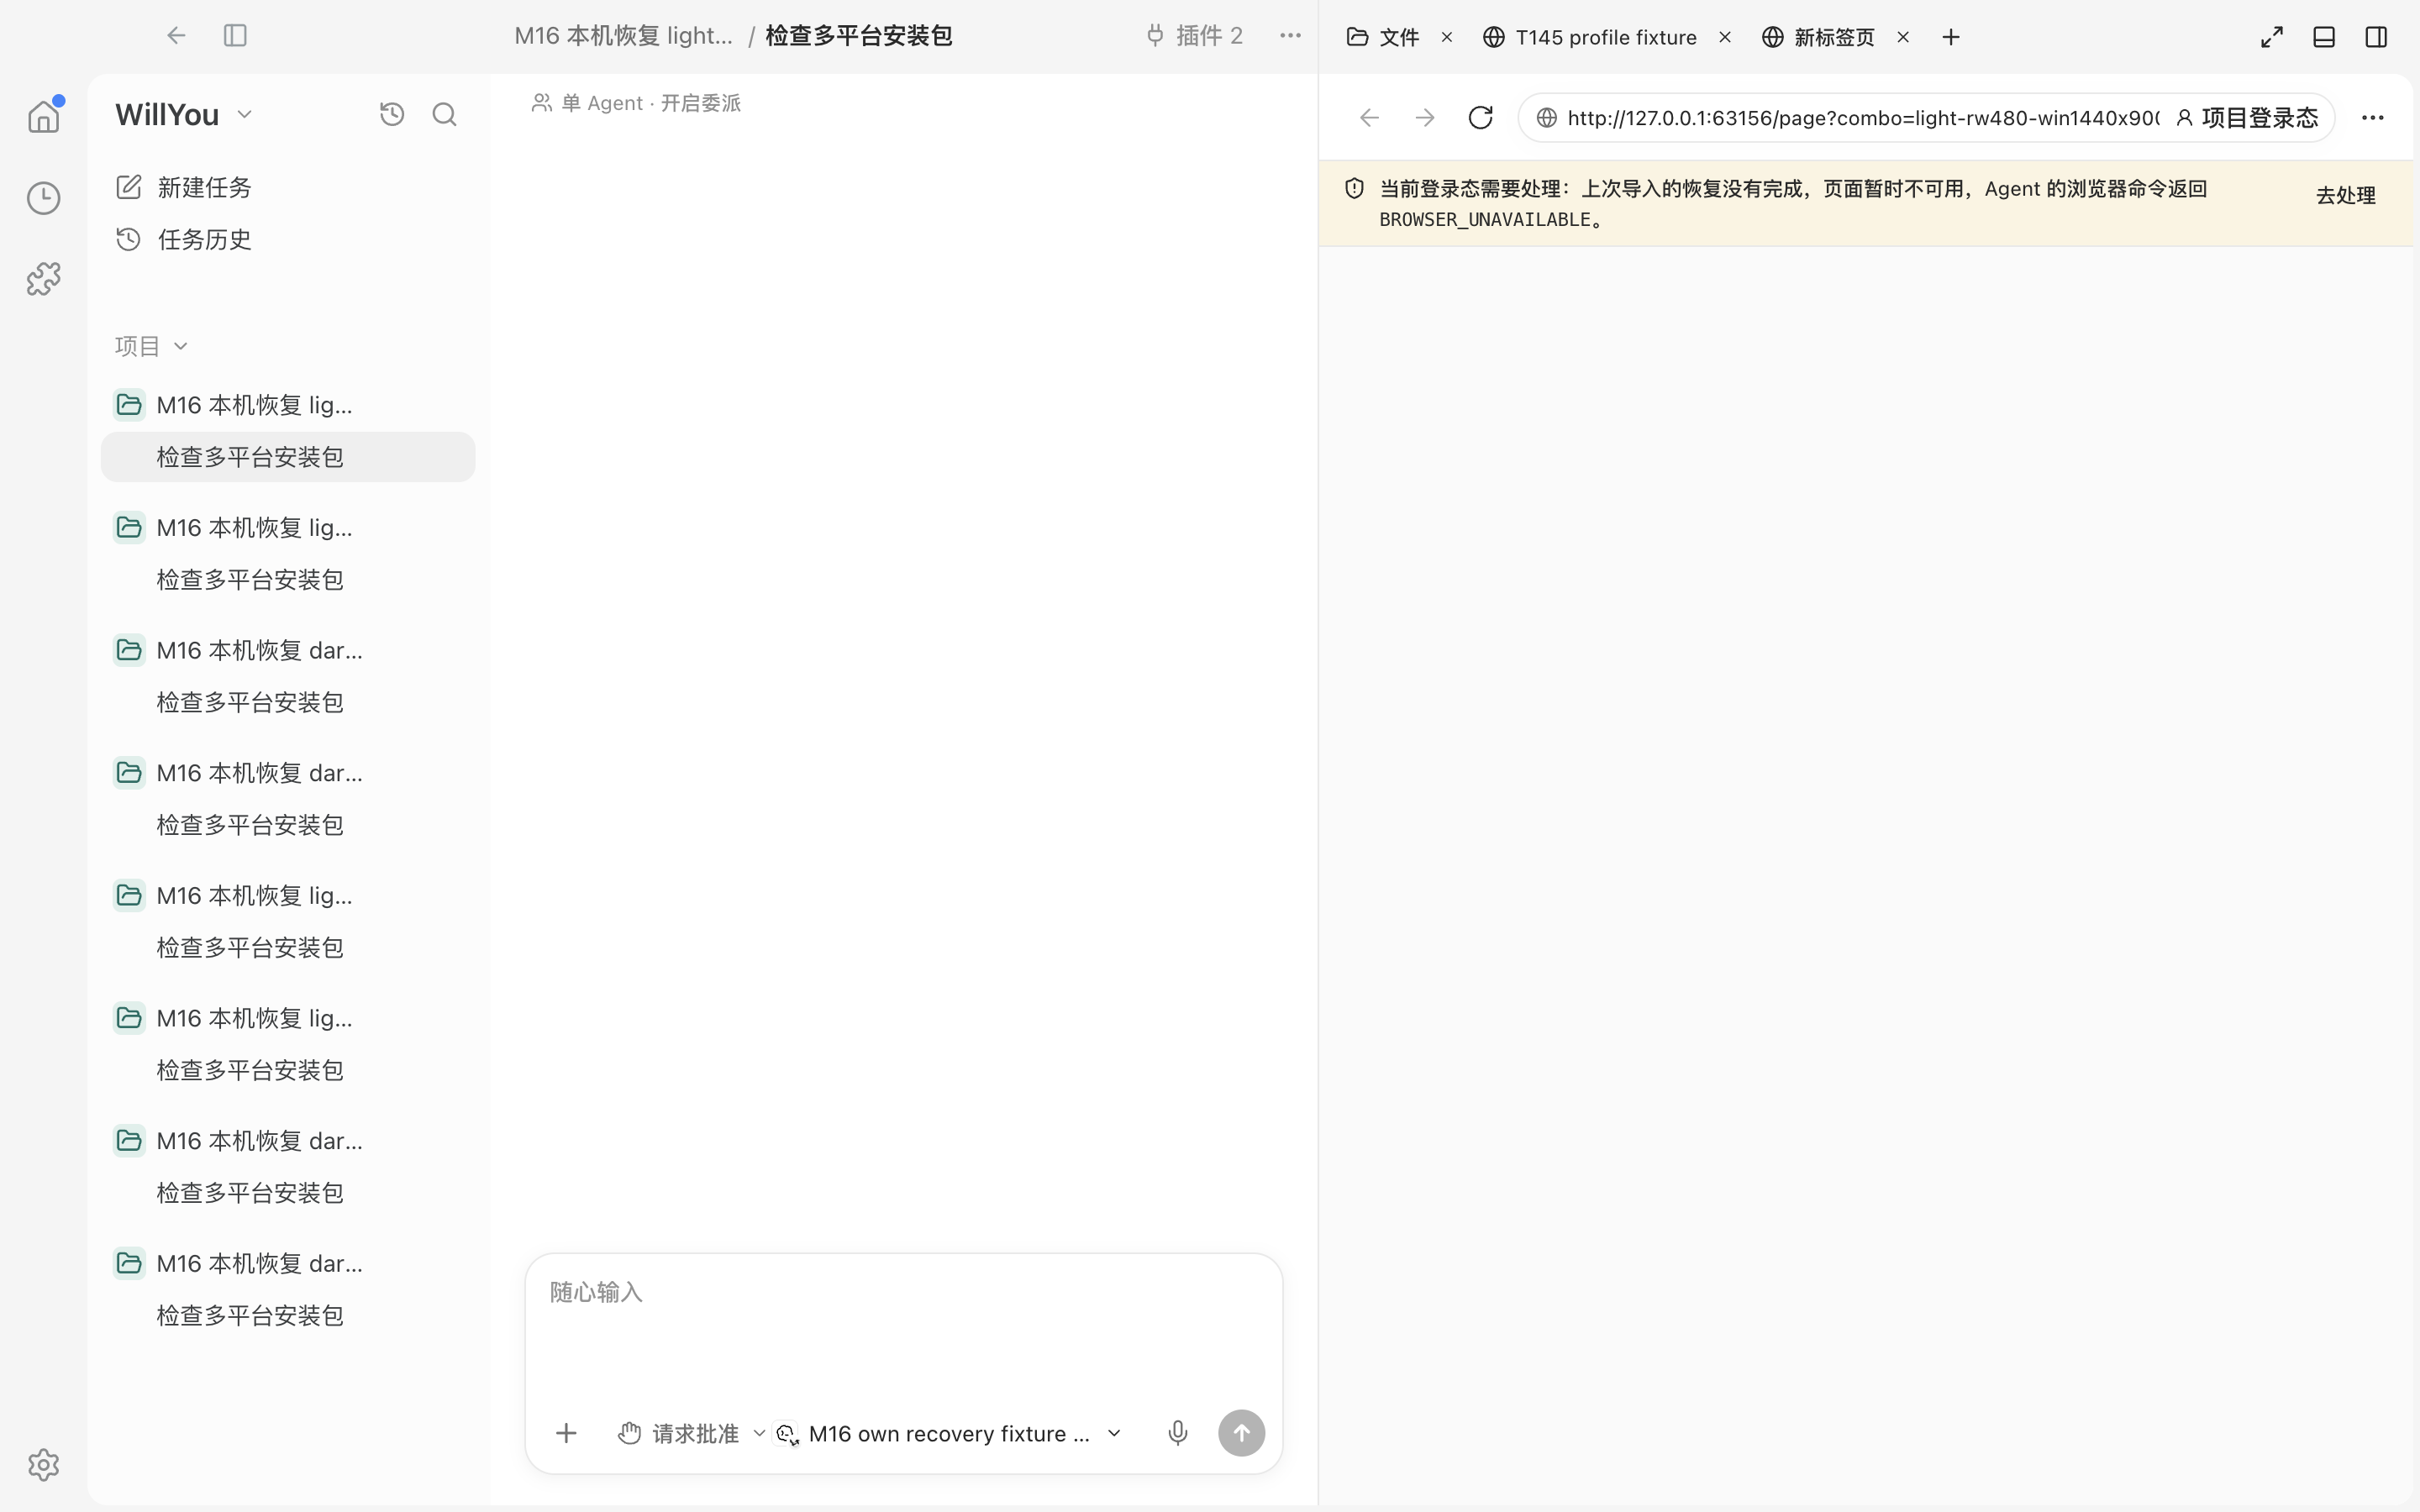 M16 本机恢复 light... / 检查多平台安装包
插件 2
文件
T145 profile fixture
新标签页
WillYou
新建任务
任务历史
项目
M16 本机恢复 lig...
检查多平台安装包
M16 本机恢复 lig...
检查多平台安装包
M16 本机恢复 dar...
检查多平台安装包
M16 本机恢复 dar...
检查多平台安装包
M16 本机恢复 lig...
检查多平台安装包
M16 本机恢复 lig...
检查多平台安装包
M16 本机恢复 dar...
检查多平台安装包
M16 本机恢复 dar...
检查多平台安装包
单 Agent · 开启委派
随心输入
请求批准
M16 own recovery fixture ...
http://127.0.0.1:63156/page?combo=light-rw480-win1440x90
项目登录态
当前登录态需要处理：上次导入的恢复没有完成，页面暂时不可用，Agent 的浏览器命令返回
BROWSER_UNAVAILABLE。
去处理